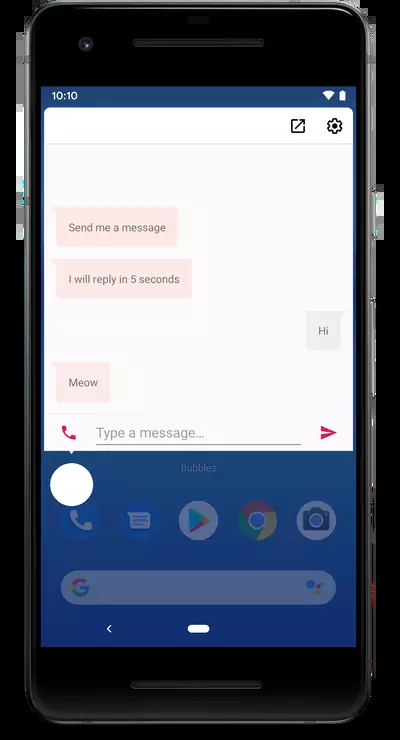 10:10
Send me a message
I will reply in 5 seconds
Hi
Meow
Type a message...
Bubbles